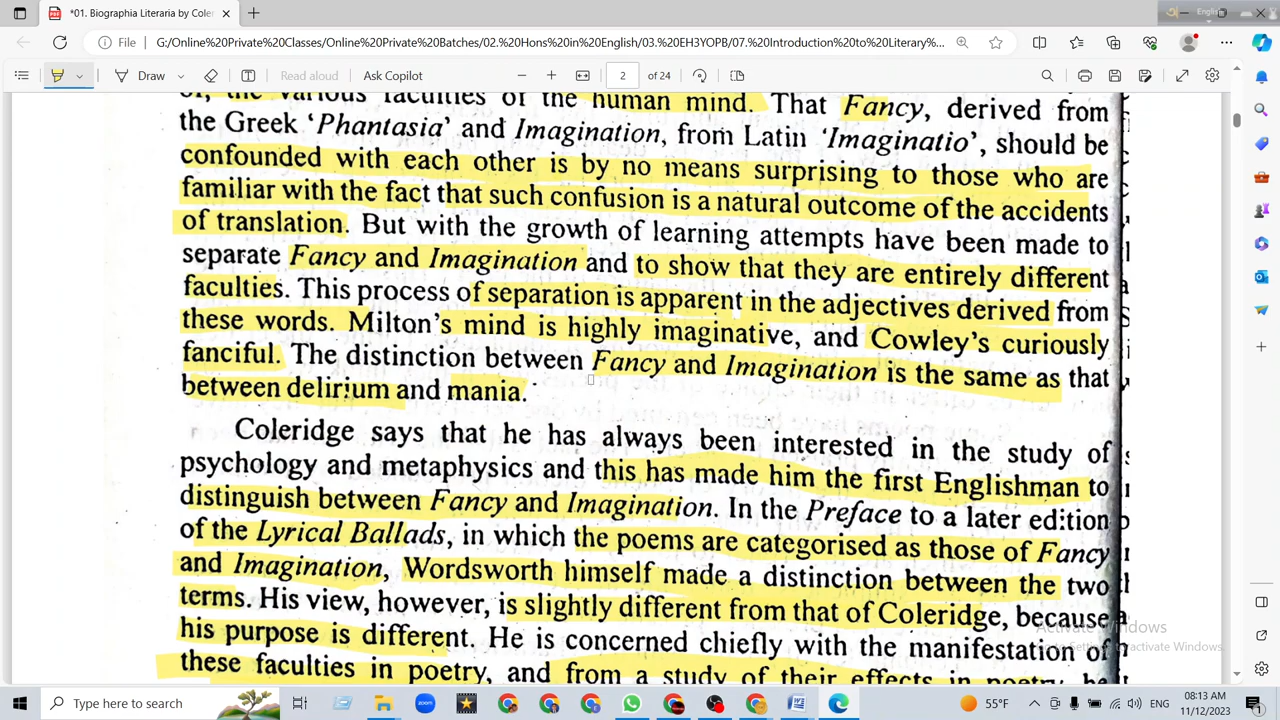 *01. Biographia Literaria by Coler
English
File
G:/Online%20Private%20Classes/Online%20Private%20Batches/02.%20Hons%20in%20English/03.%20EH3YOPB/07.%20Introduction%20to%20Literary%...
Draw
Read aloud
Ask Copilot
2
of 24
of, the various faculties of the human mind. That Fancy, derived from
the Greek ‘Phantasia’ and Imagination, from Latin ‘Imaginatio’, should be
confounded with each other is by no means surprising to those who are
familiar with the fact that such confusion is a natural outcome of the accidents
of translation. But with the growth of learning attempts have been made to
separate Fancy and Imagination and to show that they are entirely different
faculties. This process of separation is apparent in the adjectives derived from
these words. Milton's mind is highly imaginative, and Cowley's curiously
fanciful. The distinction between Fancy and Imagination is the same as that
between delirium and mania.
Coleridge says that he has always been interested in the study of
psychology and metaphysics and this has made him the first Englishman to
distinguish between Fancy and Imagination. In the Preface to a later edition
of the Lyrical Ballads, in which the poems are categorised as those of Fancy
and Imagination, Wordsworth himself made a distinction between the two
terms. His view, however, is slightly different from that of Coleridge, because
his purpose is different. He is concerned chiefly with the manifestation of
these faculties in poetry, and from a study of their effects in poetry, he
Activate Windows
Go to Settings to activate Windows.
Type here to search
zoom
55°F
ENG
08:13 AM
11/12/2023